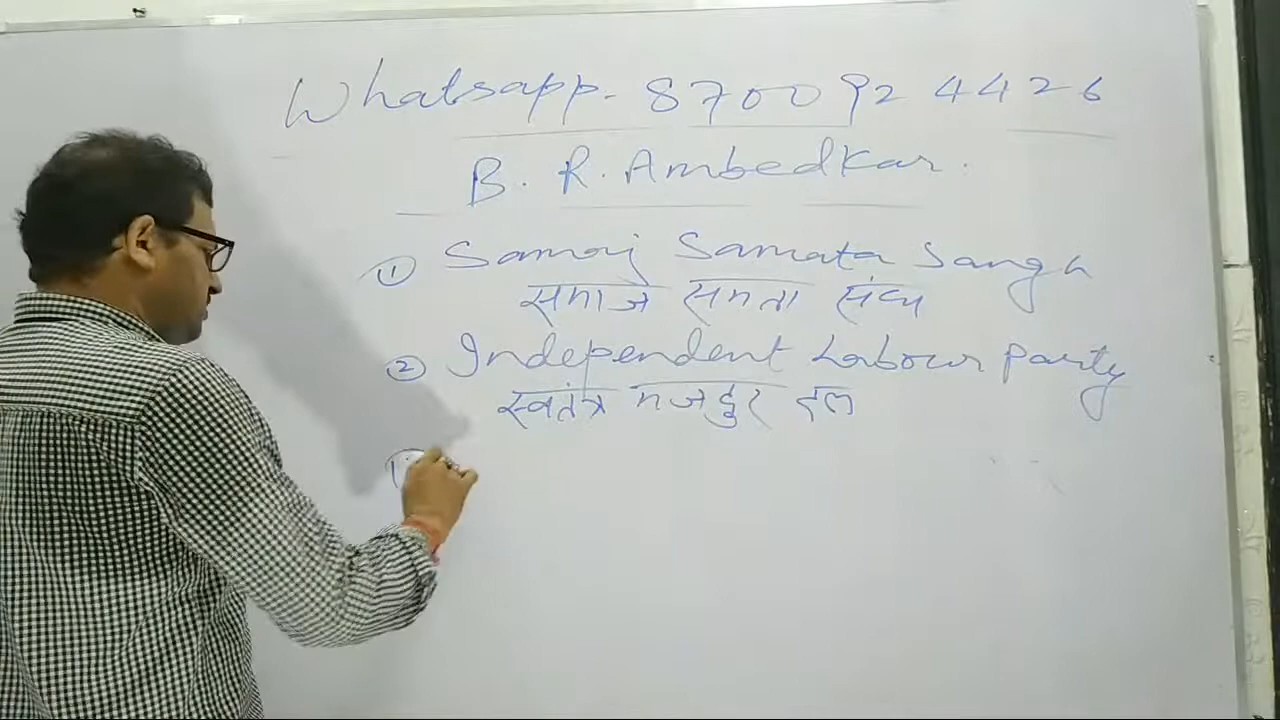 Whatsapp. 8700924426
B. R. Ambedkar.
① Samaj Samata Sangh
समाज समता संघ
② Independent Labour Party
स्वतंत्र मजदुर दल